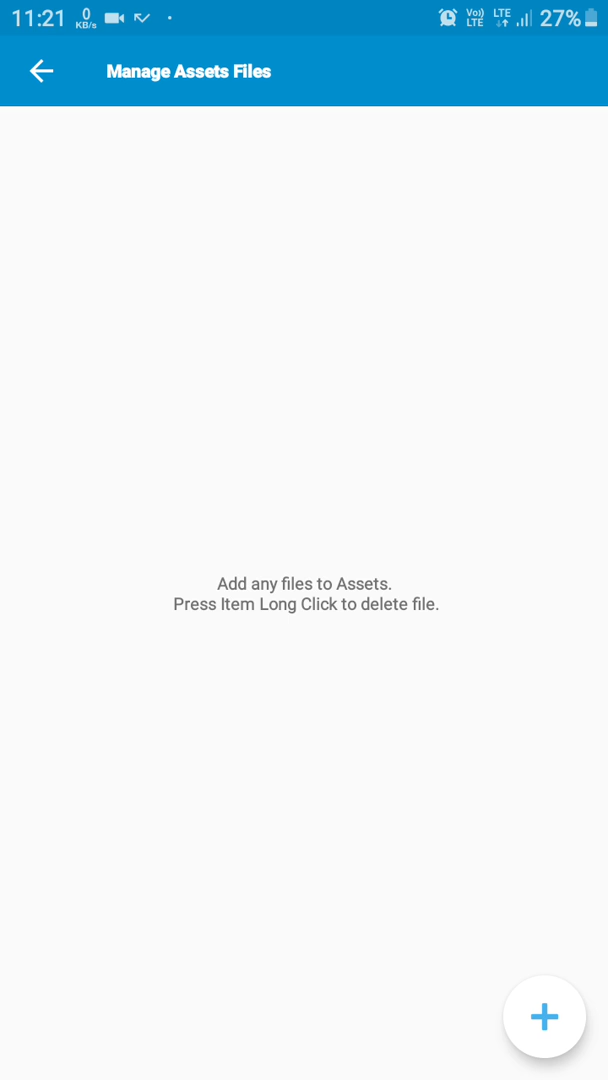 11:21 0 KB/s Vo)) LTE LTE 27%
Manage Assets Files
Add any files to Assets.
Press Item Long Click to delete file.